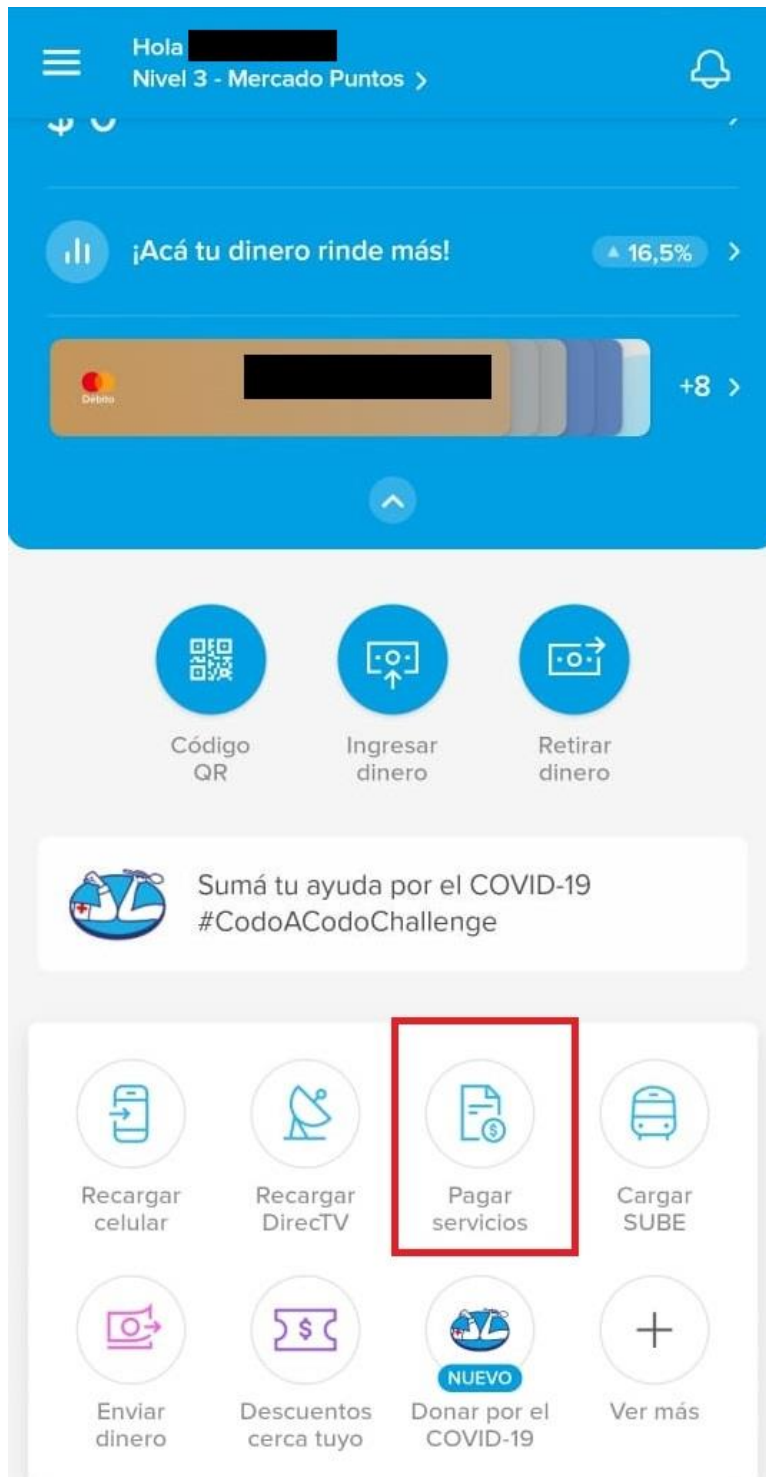 Hola
Nivel 3 - Mercado Puntos >
¡Acá tu dinero rinde más!
16,5%
Débito
+8
Código
QR
Ingresar
dinero
Retirar
dinero
Sumá tu ayuda por el COVID-19
#CodoACodoChallenge
Recargar
celular
Recargar
DirecTV
Pagar
servicios
Cargar
SUBE
Enviar
dinero
Descuentos
cerca tuyo
NUEVO
Donar por el
COVID-19
Ver más